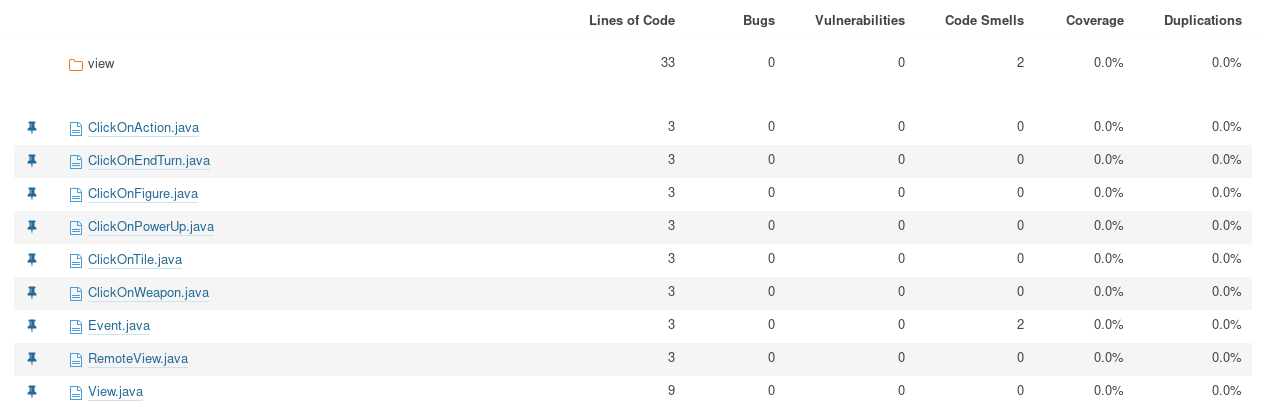 Lines of Code Bugs Vulnerabilities Code Smells Coverage Duplications
view 33 0 0 2 0.0% 0.0%
ClickOnAction.java 3 0 0 0 0.0% 0.0%
ClickOnEndTurn.java 3 0 0 0 0.0% 0.0%
ClickOnFigure.java 3 0 0 0 0.0% 0.0%
ClickOnPowerUp.java 3 0 0 0 0.0% 0.0%
ClickOnTile.java 3 0 0 0 0.0% 0.0%
ClickOnWeapon.java 3 0 0 0 0.0% 0.0%
Event.java 3 0 0 2 0.0% 0.0%
RemoteView.java 3 0 0 0 0.0% 0.0%
View.java 9 0 0 0 0.0% 0.0%